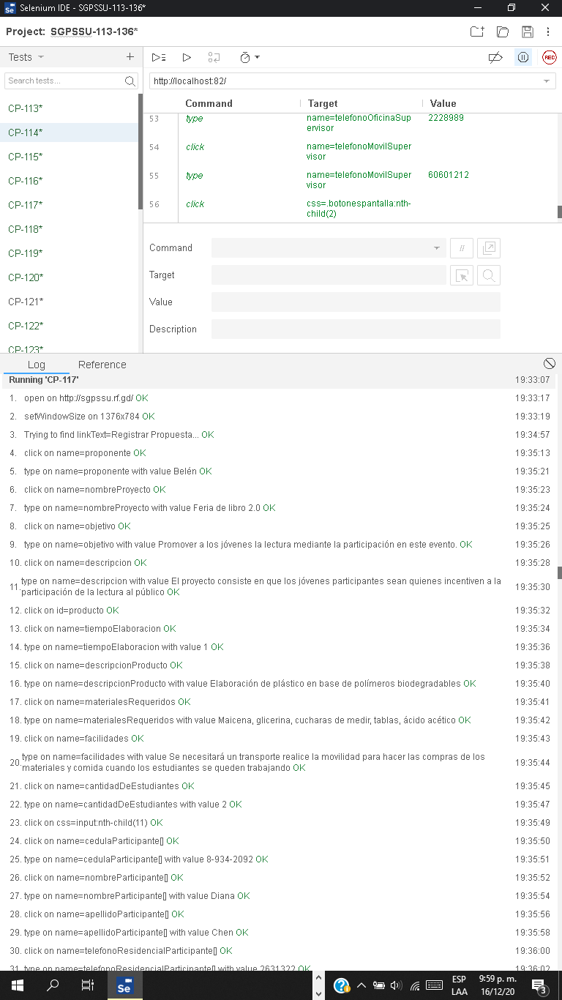 Selenium IDE - SGPSSU-113-136*
Project: SGPSSU-113-136*
Tests
Search tests...
CP-113*
CP-114*
CP-115*
CP-116*
CP-117*
CP-118*
CP-119*
CP-120*
CP-121*
CP-122*
CP-123*
REC
http://localhost:82/
Command Target Value
53 type name=telefonoOficinaSup 2228989
ervisor
54 click name=telefonoMovilSuper
visor
55 type name=telefonoMovilSuper 60601212
visor
56 click css=.botonespantalla:nth-
child(2)
Command
//
Target
Value
Description
Log Reference
Running 'CP-117' 19:33:07
1. open on http://sgpssu.rf.gd/ OK 19:33:17
2. setWindowSize on 1376x784 OK 19:33:19
3. Trying to find linkText=Registrar Propuesta... OK 19:34:57
4. click on name=proponente OK 19:35:13
5. type on name=proponente with value Belén OK 19:35:21
6. click on name=nombreProyecto OK 19:35:23
7. type on name=nombreProyecto with value Feria de libro 2.0 OK 19:35:24
8. click on name=objetivo OK 19:35:25
9. type on name=objetivo with value Promover a los jóvenes la lectura mediante la participación en este evento. OK 19:35:26
10. click on name=descripcion OK 19:35:28
11. type on name=descripcion with value El proyecto consiste en que los jóvenes participantes sean quienes incentiven a la
participación de la lectura al público OK 19:35:30
12. click on id=producto OK 19:35:32
13. click on name=tiempoElaboracion OK 19:35:34
14. type on name=tiempoElaboracion with value 1 OK 19:35:36
15. click on name=descripcionProducto OK 19:35:38
16. type on name=descripcionProducto with value Elaboración de plástico en base de polímeros biodegradables OK 19:35:40
17. click on name=materialesRequeridos OK 19:35:41
18. type on name=materialesRequeridos with value Maicena, glicerina, cucharas de medir, tablas, ácido acético OK 19:35:42
19. click on name=facilidades OK 19:35:43
20. type on name=facilidades with value Se necesitará un transporte realice la movilidad para hacer las compras de los
materiales y comida cuando los estudiantes se queden trabajando OK 19:35:44
21. click on name=cantidadDeEstudiantes OK 19:35:45
22. type on name=cantidadDeEstudiantes with value 2 OK 19:35:47
23. click on css=input:nth-child(11) OK 19:35:49
24. click on name=cedulaParticipante[] OK 19:35:50
25. type on name=cedulaParticipante[] with value 8-934-2092 OK 19:35:51
26. click on name=nombreParticipante[] OK 19:35:52
27. type on name=nombreParticipante[] with value Diana OK 19:35:54
28. click on name=apellidoParticipante[] OK 19:35:56
29. type on name=apellidoParticipante[] with value Chen OK 19:35:58
30. click on name=telefonoResidencialParticipante[] OK 19:36:00
31. type on name=telefonoResidencialParticipante[] with value 2631322 OK 19:36:02
Se
ESP
LAA
9:59 p. m.
16/12/20
3